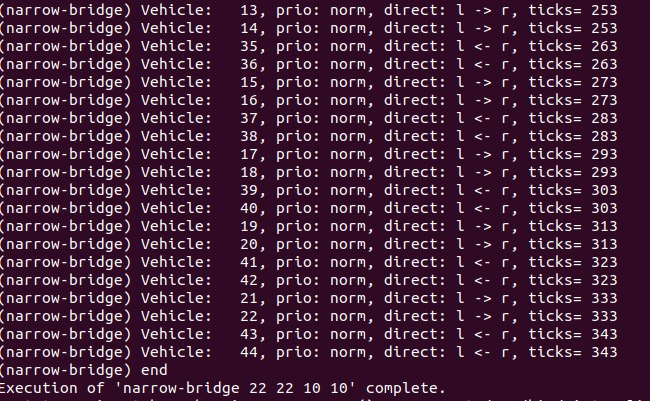 (narrow-bridge) Vehicle:   13, prio: norm, direct: l -> r, ticks= 253
(narrow-bridge) Vehicle:   14, prio: norm, direct: l -> r, ticks= 253
(narrow-bridge) Vehicle:   35, prio: norm, direct: l <- r, ticks= 263
(narrow-bridge) Vehicle:   36, prio: norm, direct: l <- r, ticks= 263
(narrow-bridge) Vehicle:   15, prio: norm, direct: l -> r, ticks= 273
(narrow-bridge) Vehicle:   16, prio: norm, direct: l -> r, ticks= 273
(narrow-bridge) Vehicle:   37, prio: norm, direct: l <- r, ticks= 283
(narrow-bridge) Vehicle:   38, prio: norm, direct: l <- r, ticks= 283
(narrow-bridge) Vehicle:   17, prio: norm, direct: l -> r, ticks= 293
(narrow-bridge) Vehicle:   18, prio: norm, direct: l -> r, ticks= 293
(narrow-bridge) Vehicle:   39, prio: norm, direct: l <- r, ticks= 303
(narrow-bridge) Vehicle:   40, prio: norm, direct: l <- r, ticks= 303
(narrow-bridge) Vehicle:   19, prio: norm, direct: l -> r, ticks= 313
(narrow-bridge) Vehicle:   20, prio: norm, direct: l -> r, ticks= 313
(narrow-bridge) Vehicle:   41, prio: norm, direct: l <- r, ticks= 323
(narrow-bridge) Vehicle:   42, prio: norm, direct: l <- r, ticks= 323
(narrow-bridge) Vehicle:   21, prio: norm, direct: l -> r, ticks= 333
(narrow-bridge) Vehicle:   22, prio: norm, direct: l -> r, ticks= 333
(narrow-bridge) Vehicle:   43, prio: norm, direct: l <- r, ticks= 343
(narrow-bridge) Vehicle:   44, prio: norm, direct: l <- r, ticks= 343
(narrow-bridge) end
Execution of 'narrow-bridge 22 22 10 10' complete.